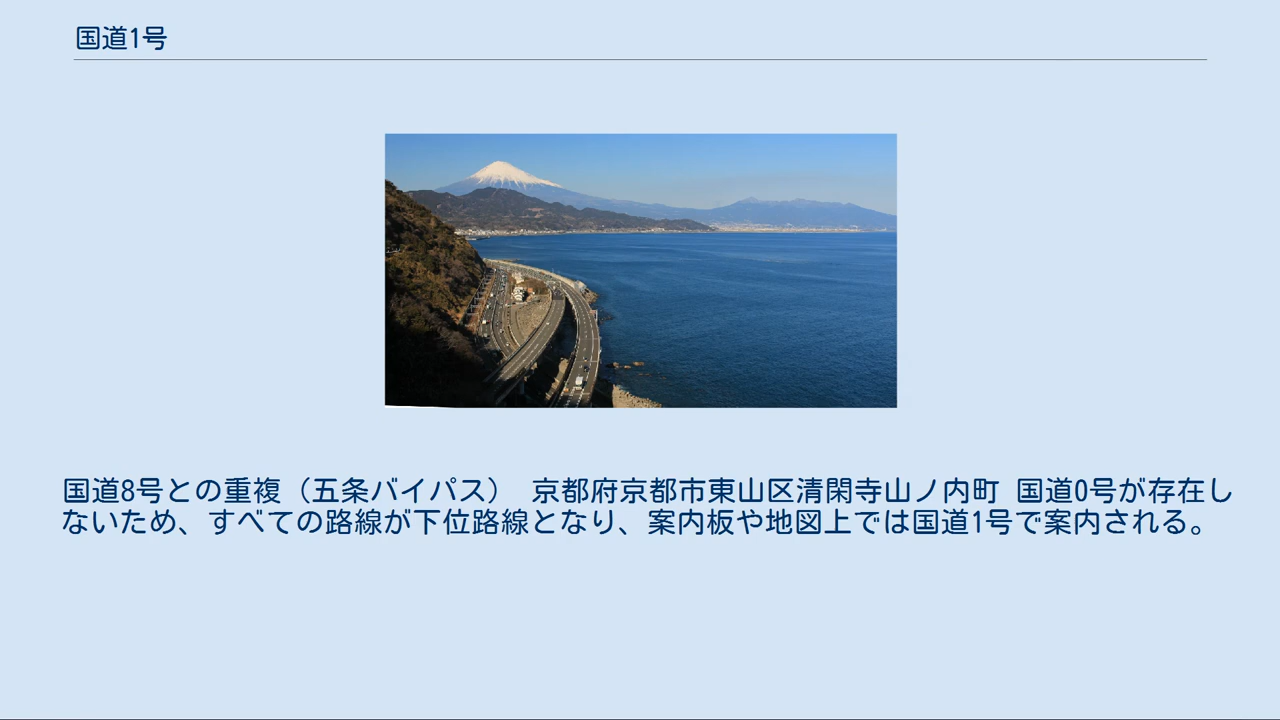 国道1号
国道8号との重複（五条バイパス） 京都府京都市東山区清閑寺山ノ内町 国道0号が存在し
ないため、すべての路線が下位路線となり、案内板や地図上では国道1号で案内される。